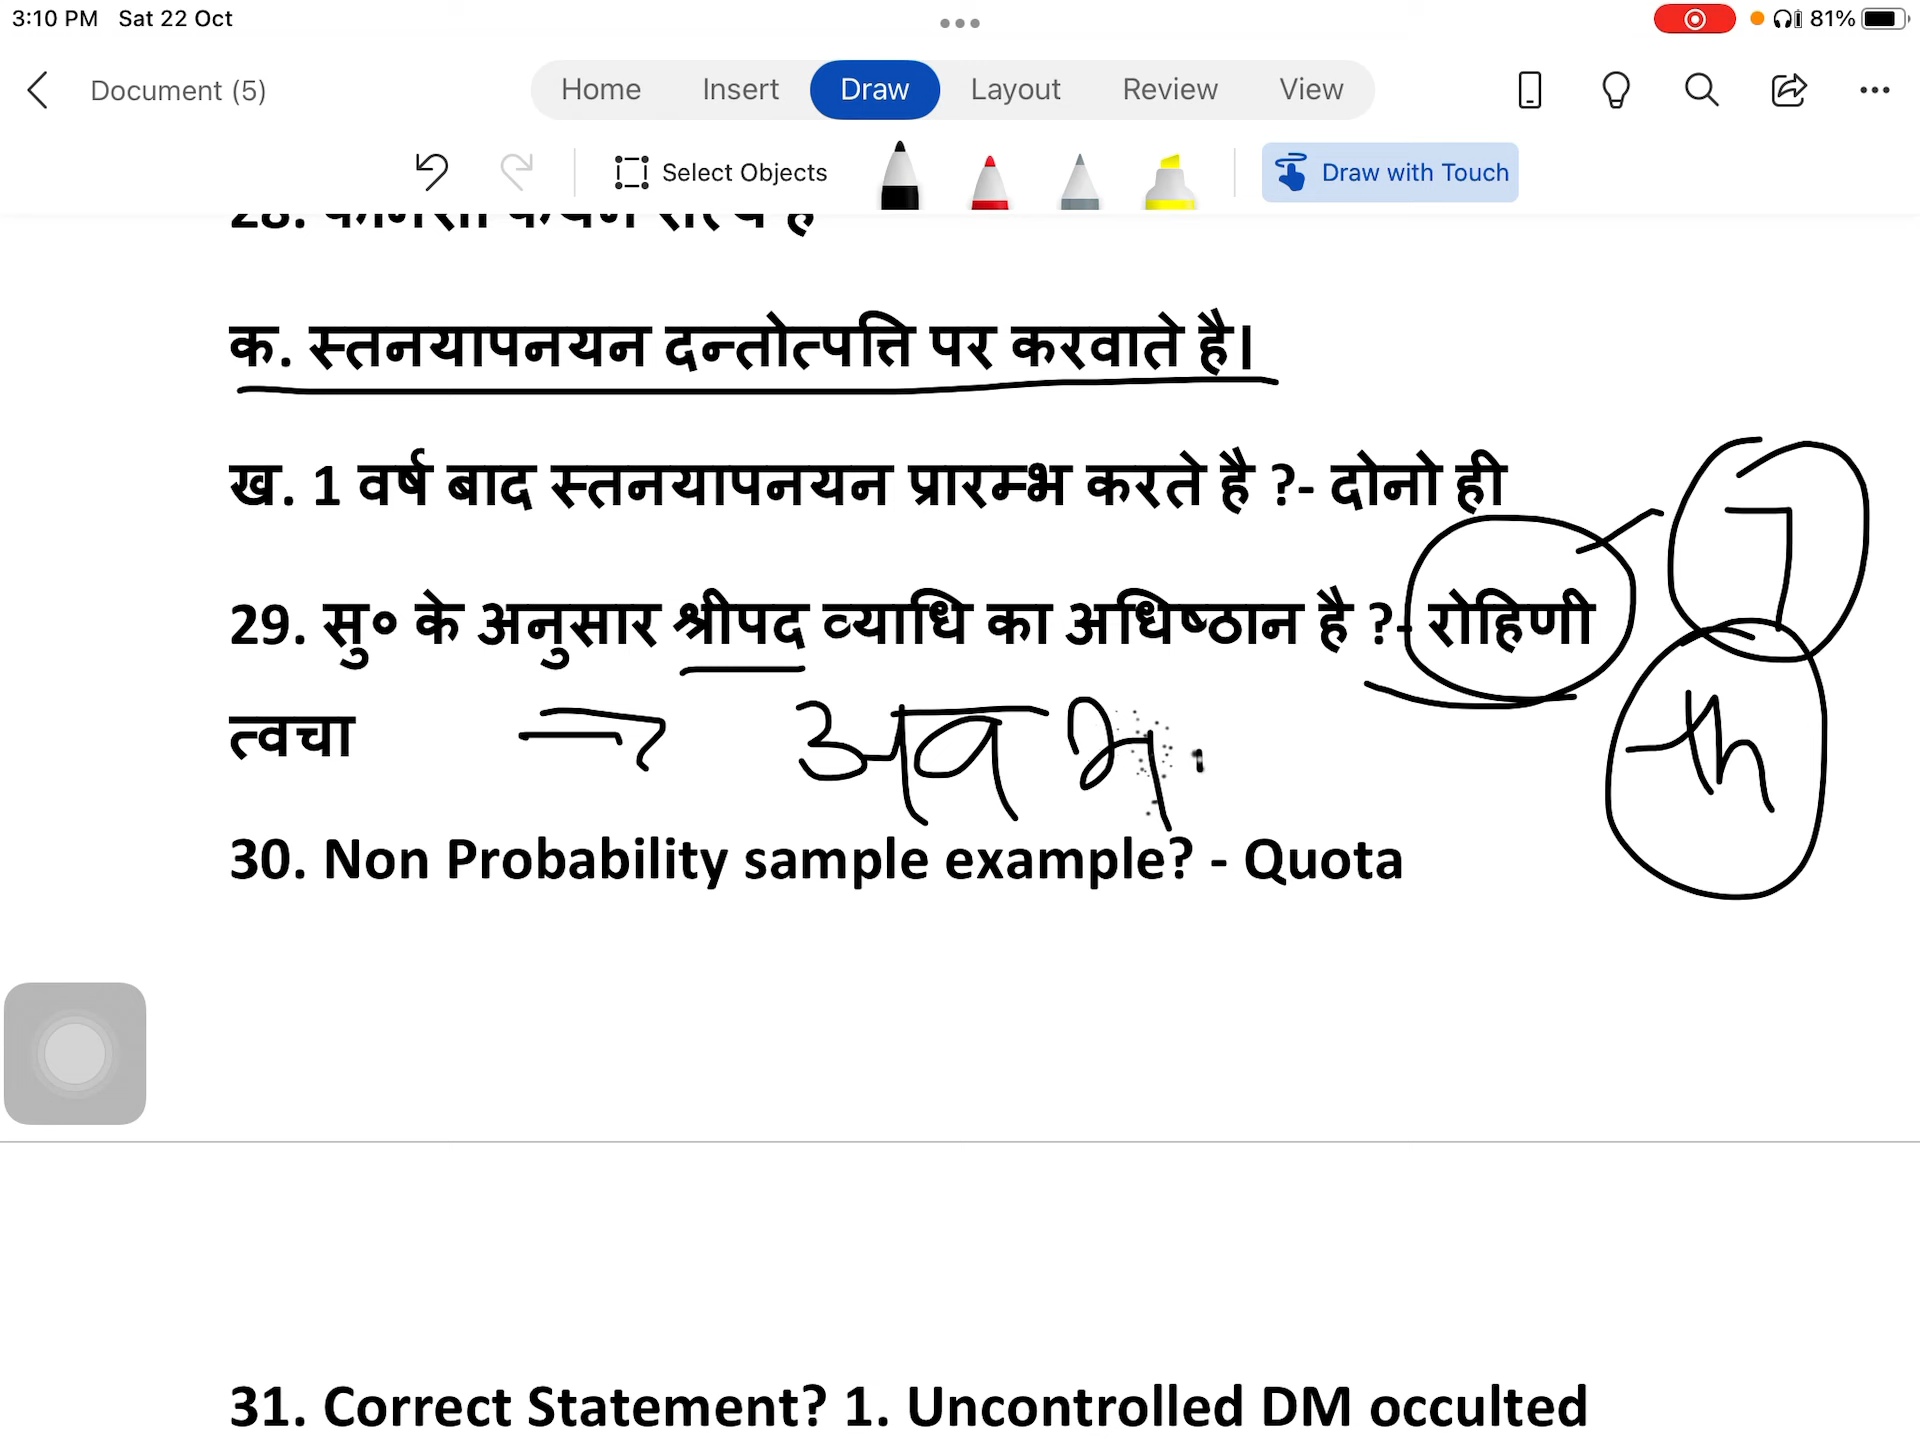 3:10 PM Sat 22 Oct
81%
Document (5)
Home Insert Draw Layout Review View
Select Objects
Draw with Touch
क. स्तनयापनयन दन्तोत्पत्ति पर करवाते है।
ख. 1 वर्ष बाद स्तनयापनयन प्रारम्भ करते है ?- दोनो ही
29. सु० के अनुसार श्रीपद व्याधि का अधिष्ठान है ?- रोहिणी
त्वचा
30. Non Probability sample example? - Quota
31. Correct Statement? 1. Uncontrolled DM occulted